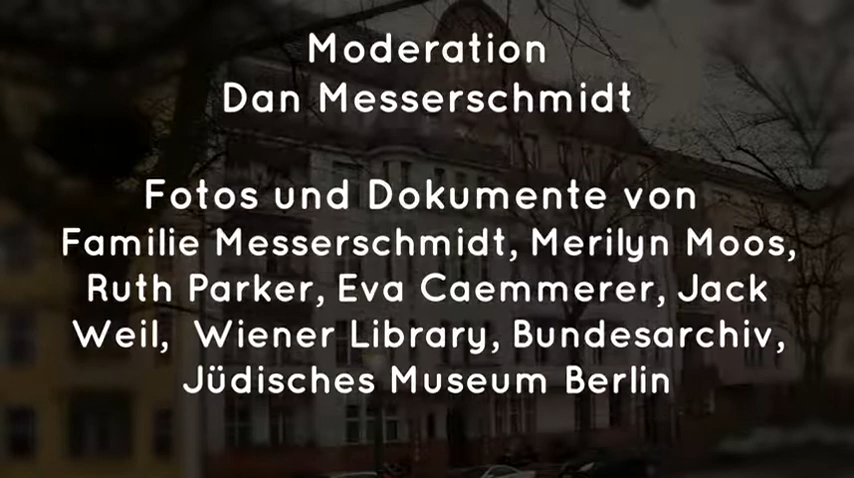 Moderation
Dan Messerschmidt
Fotos und Dokumente von
Familie Messerschmidt, Merilyn Moos,
Ruth Parker, Eva Caemmerer, Jack
Weil, Wiener Library, Bundesarchiv,
Jüdisches Museum Berlin